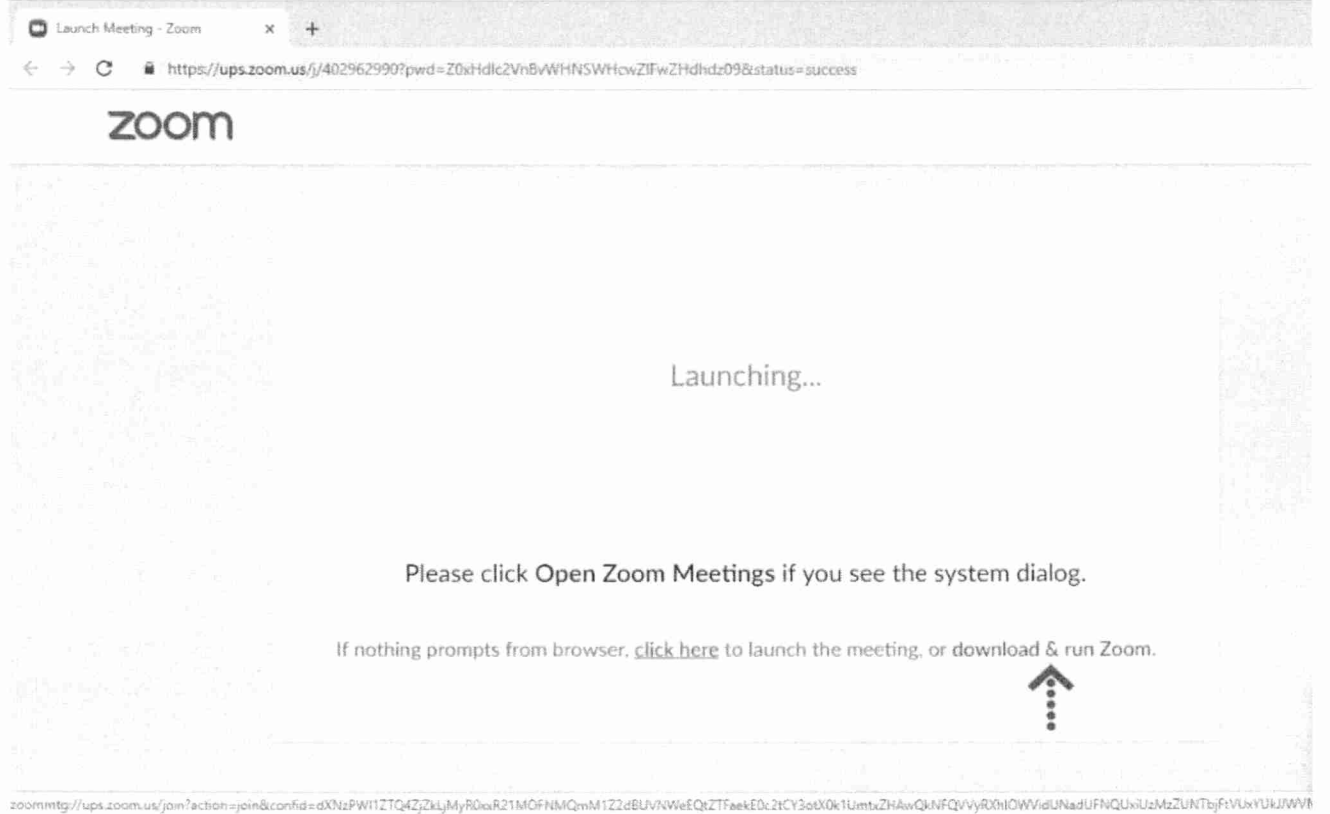 Launch Meeting - Zoom
https://ups.zoom.us/j/402962990?pwd=
&status=success
zoom
Launching...
Please click Open Zoom Meetings if you see the system dialog.
If nothing prompts from browser, click here to launch the meeting, or download & run Zoom.
zoommtg://ups.zoom.us/join?action=join&confid=